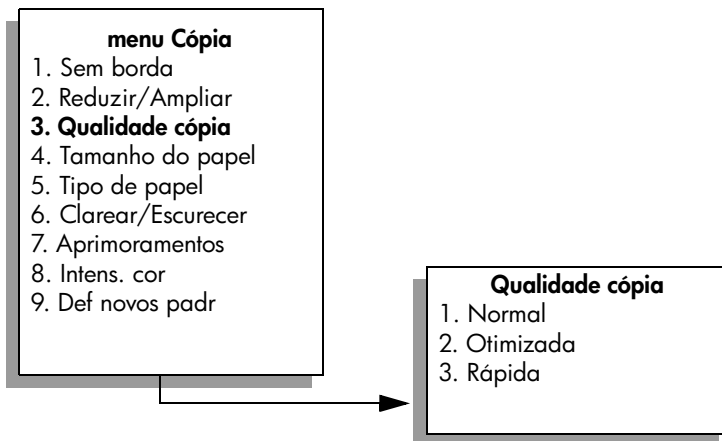 menu Cópia
1. Sem borda
2. Reduzir/Ampliar
3. Qualidade cópia
4. Tamanho do papel
5. Tipo de papel
6. Clarear/Escurecer
7. Aprimoramentos
8. Intens. cor
9. Def novos padr
Qualidade cópia
1. Normal
2. Otimizada
3. Rápida